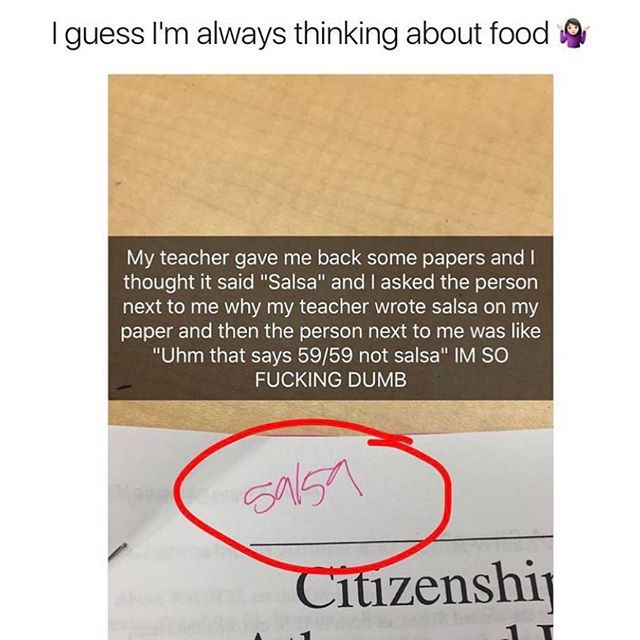 I guess I'm always thinking about food 🤷🏻‍♀️
My teacher gave me back some papers and I
thought it said "Salsa" and I asked the person
next to me why my teacher wrote salsa on my
paper and then the person next to me was like
"Uhm that says 59/59 not salsa" IM SO
FUCKING DUMB
59/59
Citizenship